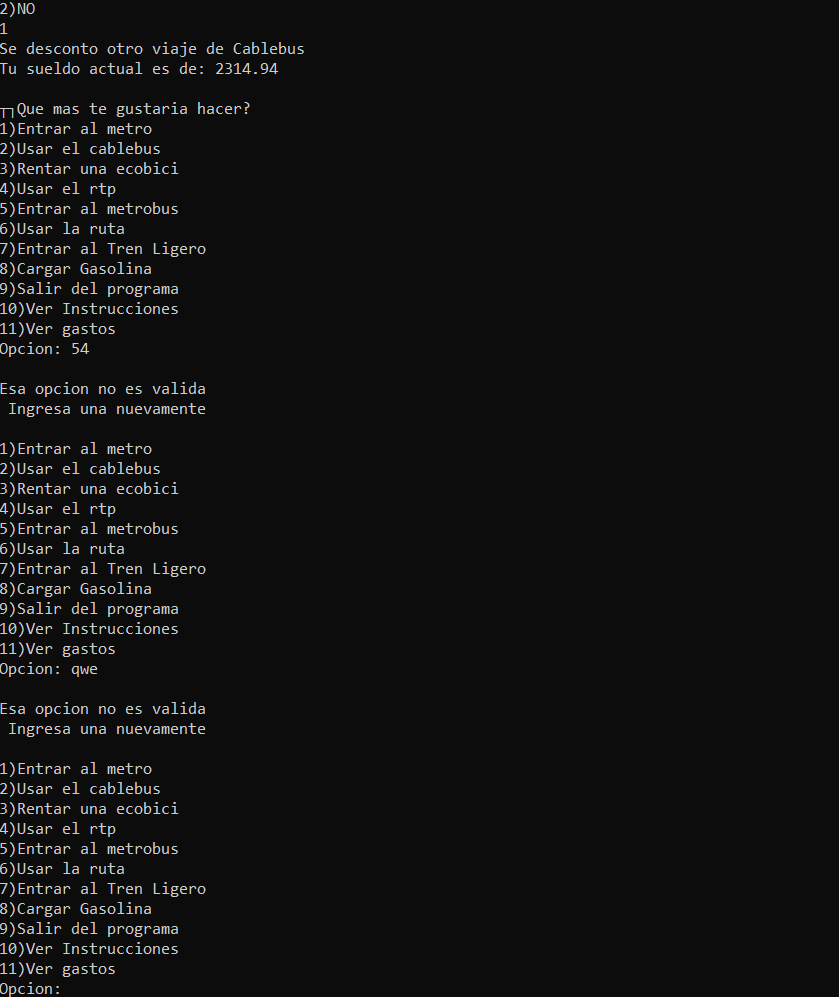 2)NO
1
Se desconto otro viaje de Cablebus
Tu sueldo actual es de: 2314.94
┬┐Que mas te gustaria hacer?
1)Entrar al metro
2)Usar el cablebus
3)Rentar una ecobici
4)Usar el rtp
5)Entrar al metrobus
6)Usar la ruta
7)Entrar al Tren Ligero
8)Cargar Gasolina
9)Salir del programa
10)Ver Instrucciones
11)Ver gastos
Opcion: 54
Esa opcion no es valida
Ingresa una nuevamente
1)Entrar al metro
2)Usar el cablebus
3)Rentar una ecobici
4)Usar el rtp
5)Entrar al metrobus
6)Usar la ruta
7)Entrar al Tren Ligero
8)Cargar Gasolina
9)Salir del programa
10)Ver Instrucciones
11)Ver gastos
Opcion: qwe
Esa opcion no es valida
Ingresa una nuevamente
1)Entrar al metro
2)Usar el cablebus
3)Rentar una ecobici
4)Usar el rtp
5)Entrar al metrobus
6)Usar la ruta
7)Entrar al Tren Ligero
8)Cargar Gasolina
9)Salir del programa
10)Ver Instrucciones
11)Ver gastos
Opcion: